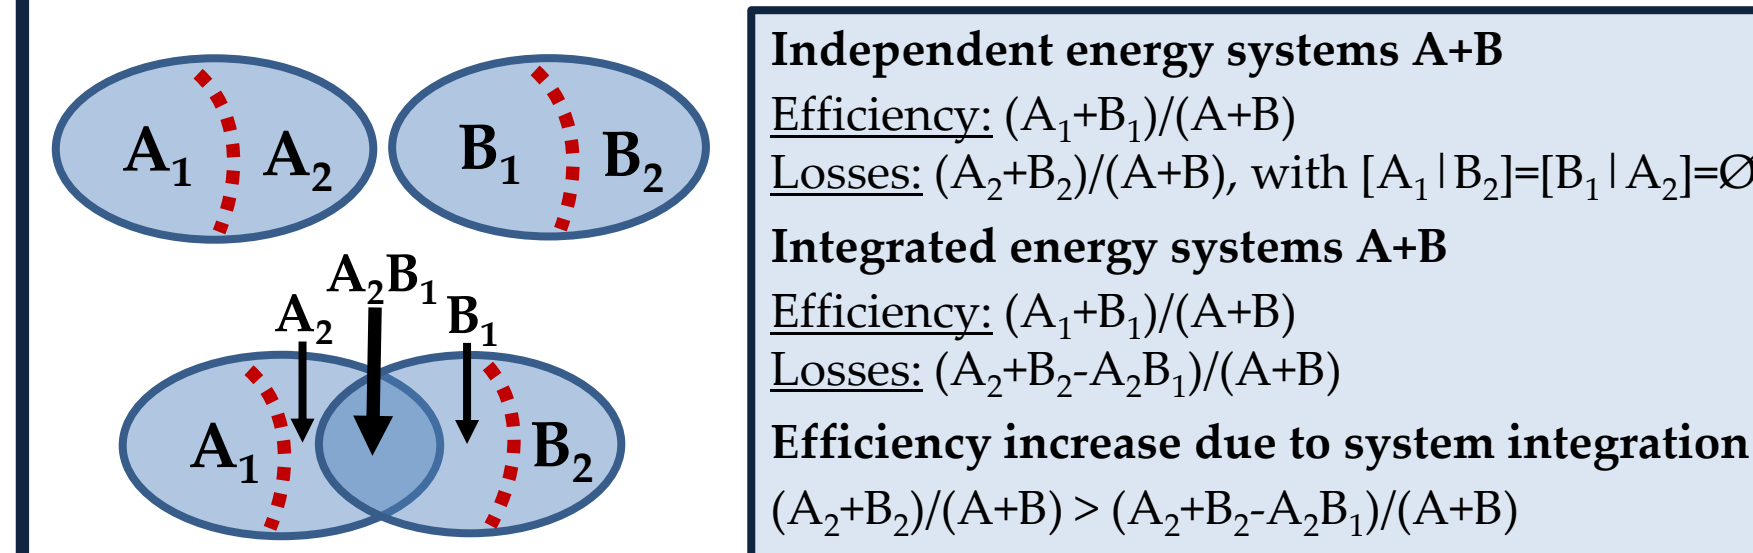 A₁ A₂ B₁ B₂
A₂B₁
A₂ B₁
A₁ B₂
Independent energy systems A+B
Efficiency: (A₁+B₁)/(A+B)
Losses: (A₂+B₂)/(A+B), with [A₁|B₂]=[B₁|A₂]=∅
Integrated energy systems A+B
Efficiency: (A₁+B₁)/(A+B)
Losses: (A₂+B₂-A₂B₁)/(A+B)
Efficiency increase due to system integration
(A₂+B₂)/(A+B) > (A₂+B₂-A₂B₁)/(A+B)